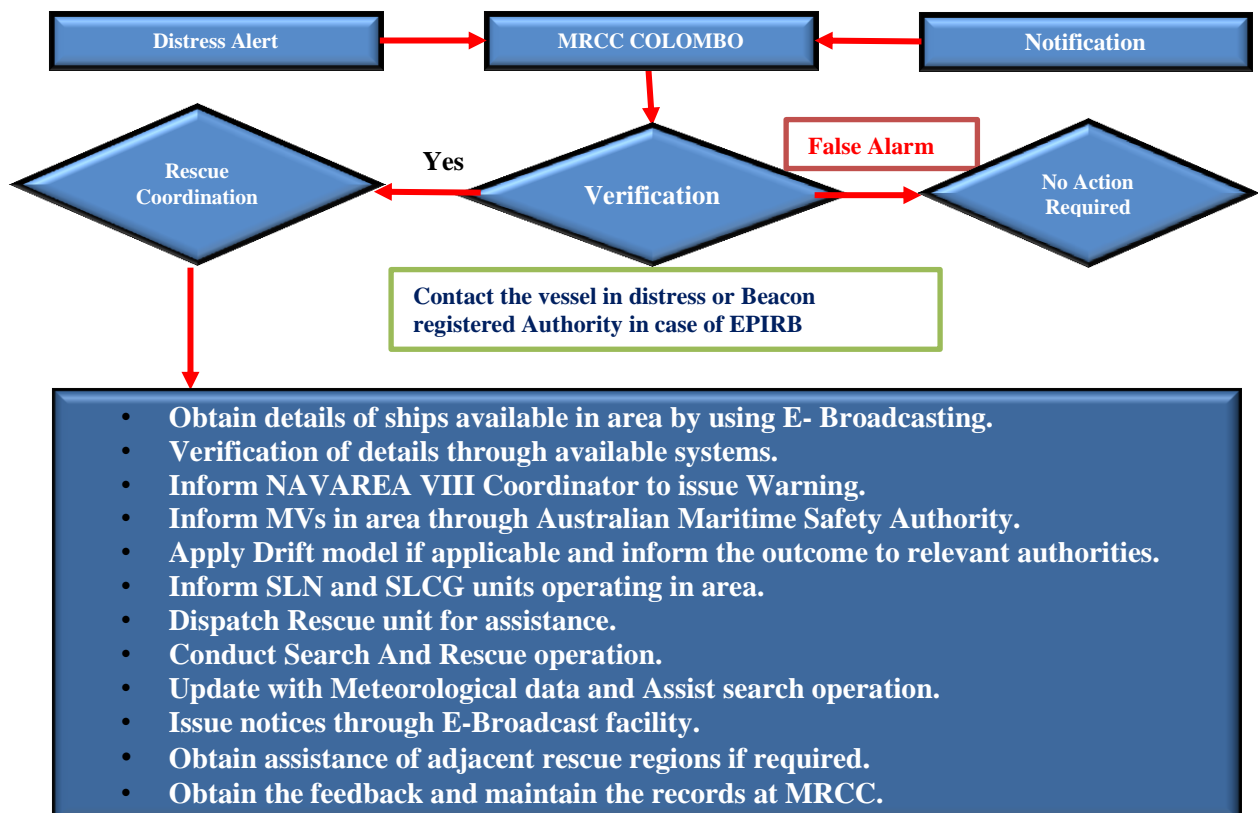 Distress Alert
MRCC COLOMBO
Notification
Rescue
Coordination
Yes
Verification
False Alarm
No Action
Required
Contact the vessel in distress or Beacon
registered Authority in case of EPIRB
• Obtain details of ships available in area by using E- Broadcasting.
• Verification of details through available systems.
• Inform NAVAREA VIII Coordinator to issue Warning.
• Inform MVs in area through Australian Maritime Safety Authority.
• Apply Drift model if applicable and inform the outcome to relevant authorities.
• Inform SLN and SLCG units operating in area.
• Dispatch Rescue unit for assistance.
• Conduct Search And Rescue operation.
• Update with Meteorological data and Assist search operation.
• Issue notices through E-Broadcast facility.
• Obtain assistance of adjacent rescue regions if required.
• Obtain the feedback and maintain the records at MRCC.